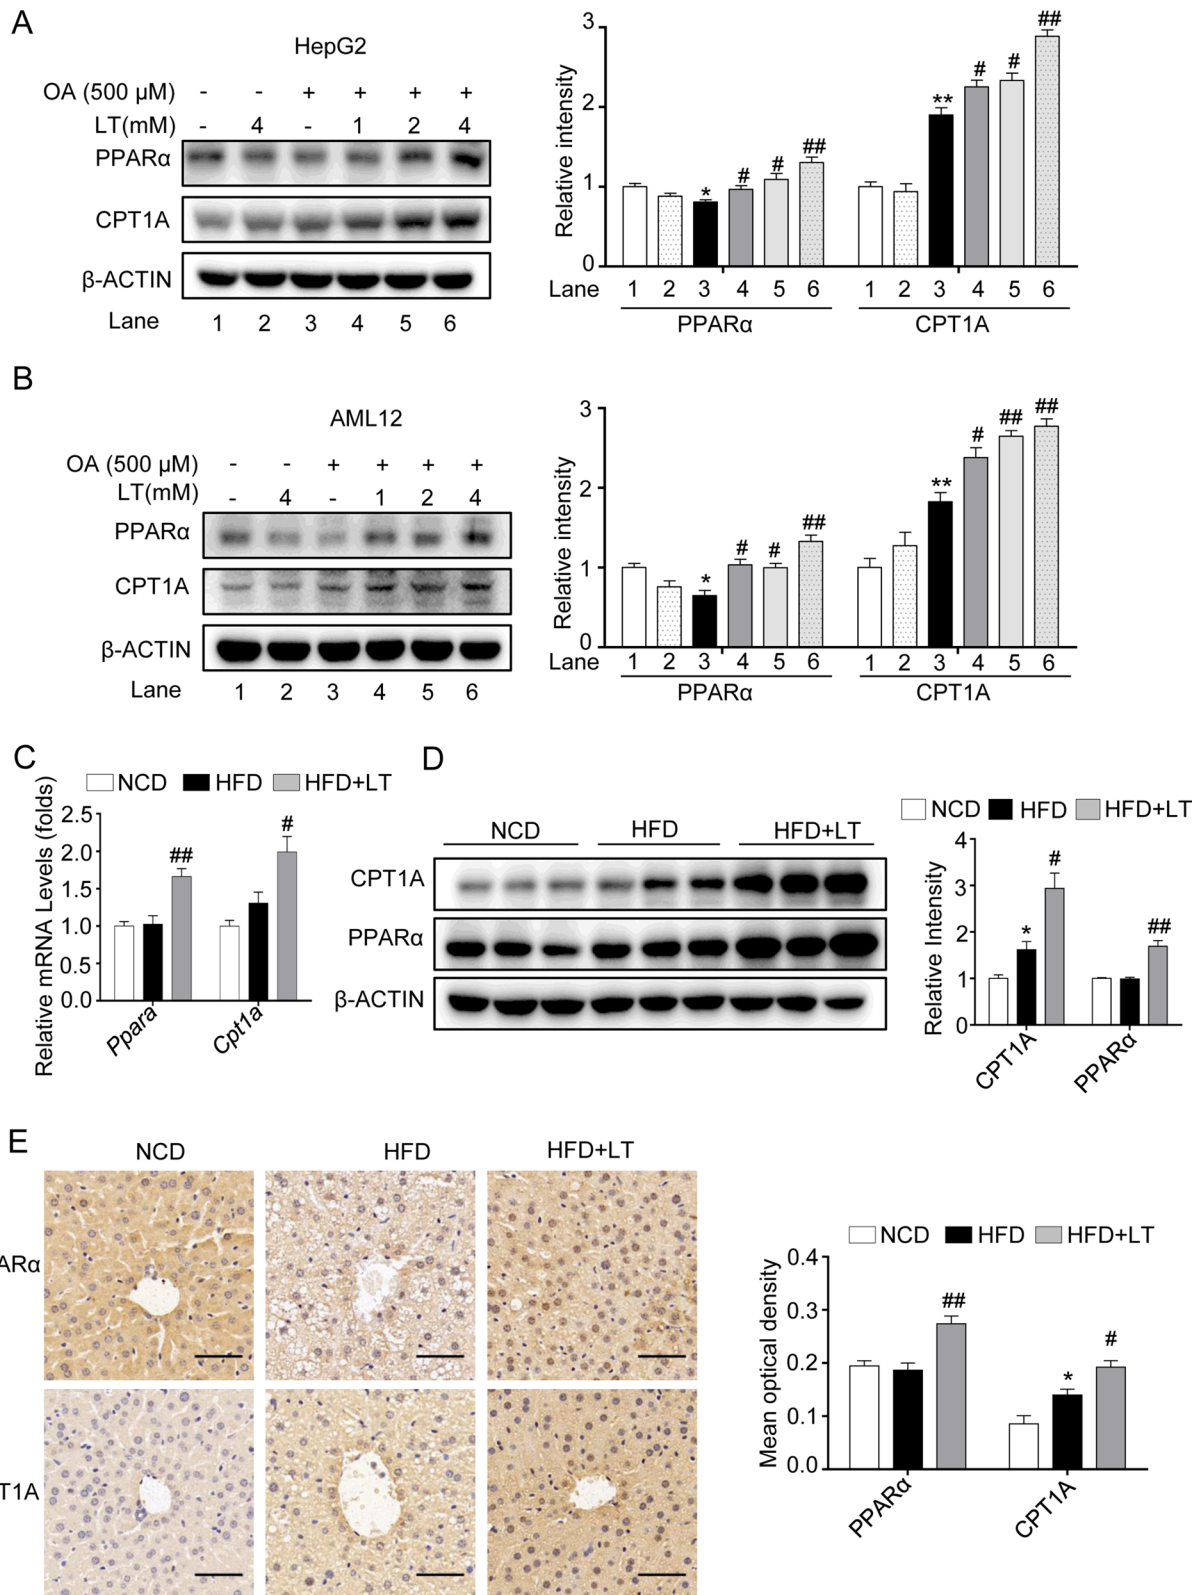 A
HepG2
OA (500 µM) - - + + + +
LT(mM) - 4 - 1 2 4
PPARα
CPT1A
β-ACTIN
Lane 1 2 3 4 5 6
Relative intensity
3
2
1
0
* # # ##
** # # ##
Lane 1 2 3 4 5 6 1 2 3 4 5 6
PPARα CPT1A
B
AML12
OA (500 µM) - - + + + +
LT(mM) - 4 - 1 2 4
PPARα
CPT1A
β-ACTIN
Lane 1 2 3 4 5 6
Relative intensity
3
2
1
0
* # # ##
** # ## ##
Lane 1 2 3 4 5 6 1 2 3 4 5 6
PPARα CPT1A
C
NCD HFD HFD+LT
Relative mRNA Levels (folds)
2.5
2.0
1.5
1.0
0.5
0.0
## #
Ppara Cpt1a
D
NCD HFD HFD+LT
CPT1A
PPARα
β-ACTIN
NCD HFD HFD+LT
Relative Intensity
4
3
2
1
0
* # ##
CPT1A PPARα
E
NCD HFD HFD+LT
ARα
T1A
NCD HFD HFD+LT
Mean optical density
0.4
0.3
0.2
0.1
0.0
## * #
PPARα CPT1A